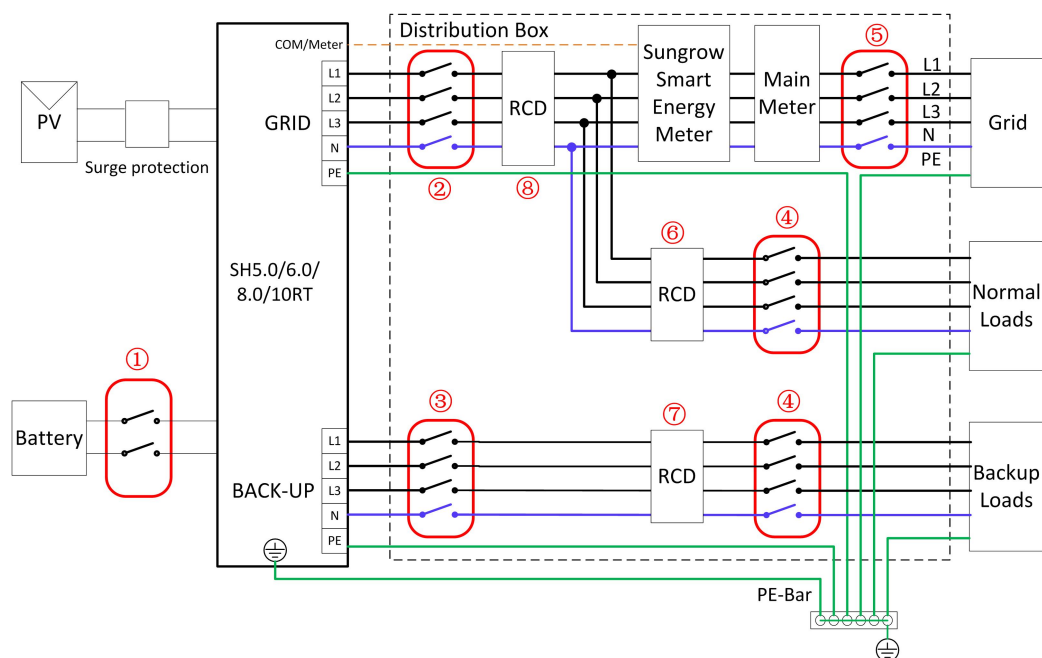 Distribution Box
⑤
COM/Meter
PV
Surge protection
GRID
L1
L2
L3
N
PE
②
RCD
⑧
Sungrow
Smart
Energy
Meter
Main
Meter
L1
L2
L3
N
PE
Grid
⑥
RCD
④
Normal
Loads
SH5.0/6.0/
8.0/10RT
①
Battery
BACK-UP
L1
L2
L3
N
PE
③
⑦
RCD
④
Backup
Loads
PE-Bar